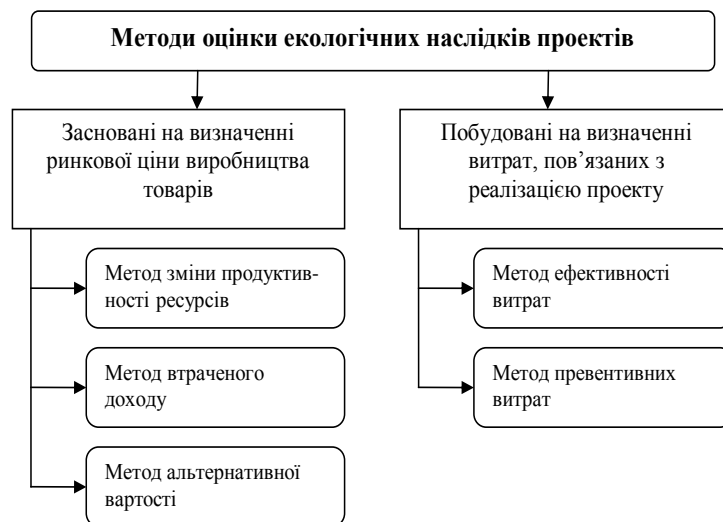 Методи оцінки екологічних наслідків проектів
Засновані на визначенні
ринкової ціни виробництва
товарів
Метод зміни продуктив-
ності ресурсів
Метод втраченого
доходу
Метод альтернативної
вартості
Побудовані на визначенні
витрат, пов’язаних з
реалізацією проекту
Метод ефективності
витрат
Метод превентивних
витрат